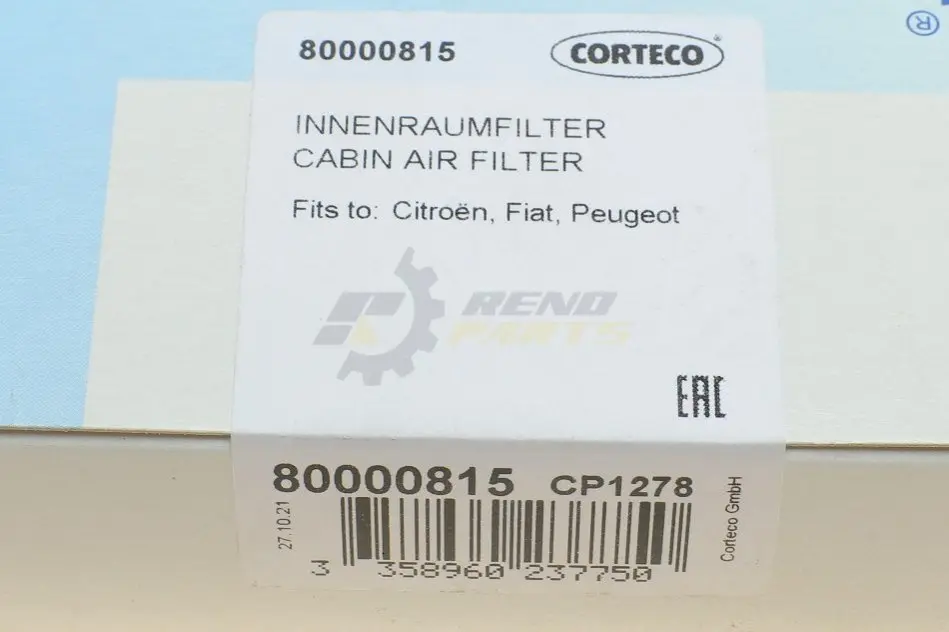 ®
80000815 CORTECO®
INNENRAUMFILTER
CABIN AIR FILTER
Fits to: Citroën, Fiat, Peugeot
RENO
PARTS
EAC
80000815 CP1278
27.10.21
Corteco GmbH
3 358960 237750